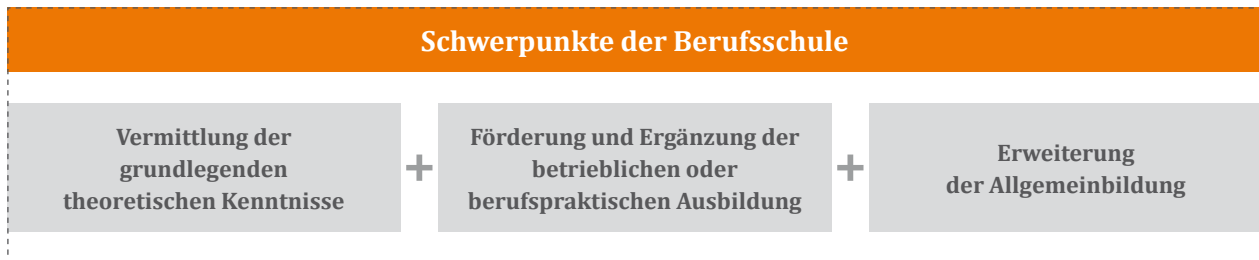 Schwerpunkte der Berufsschule
Vermittlung der
grundlegenden
theoretischen Kenntnisse
+
Förderung und Ergänzung der
betrieblichen oder
berufspraktischen Ausbildung
+
Erweiterung
der Allgemeinbildung